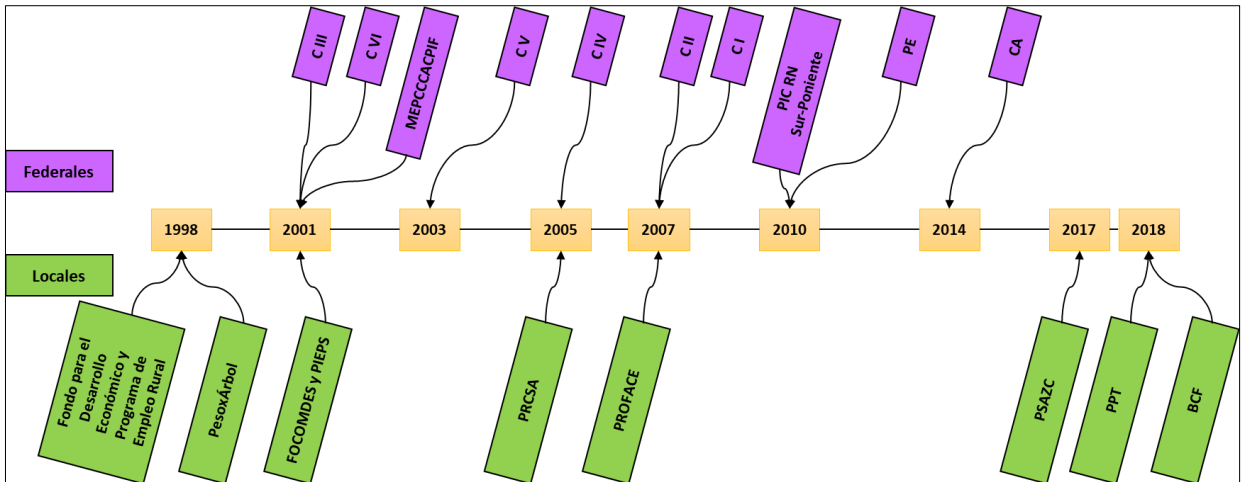 C III
C VI
MEPCCCACPIF
C V
C IV
C II
C I
PIC RN
Sur-Poniente
PE
CA
Federales
1998
2001
2003
2005
2007
2010
2014
2017
2018
Locales
Fondo para el
Desarrollo
Económico y
Programa de
Empleo Rural
PesoxÁrbol
FOCOMDES y PIEPS
PRCSA
PROFACE
PSAZC
PPT
BCF